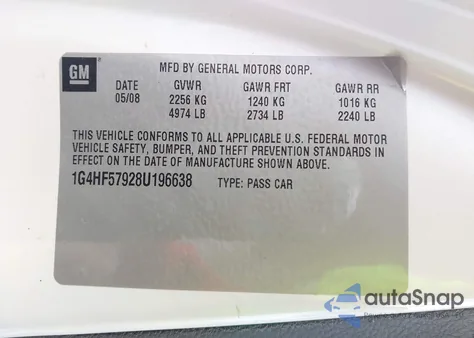 GM
MFD BY GENERAL MOTORS CORP.
DATE GVWR GAWR FRT GAWR RR
05/08 2256 KG 1240 KG 1016 KG
4974 LB 2734 LB 2240 LB
THIS VEHICLE CONFORMS TO ALL APPLICABLE U.S. FEDERAL MOTOR
VEHICLE SAFETY, BUMPER, AND THEFT PREVENTION STANDARDS IN
EFFECT ON THE DATE OF MANUFACTURE SHOWN ABOVE.
1G4HF57928U196638 TYPE: PASS CAR
autoSnap